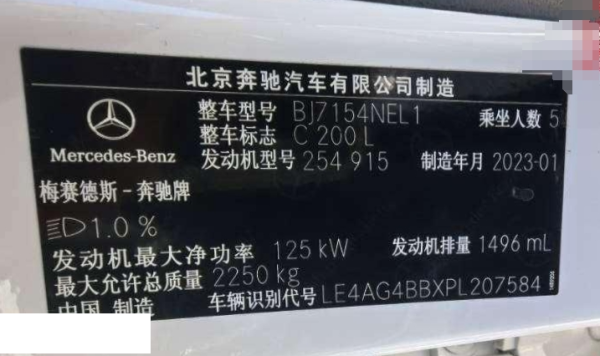 北京奔驰汽车有限公司制造
Mercedes-Benz
整车型号 BJ7154NEL1 乘坐人数 5
整车标志 C 200 L
发动机型号 254 915 制造年月 2023-01
梅赛德斯-奔驰牌
1.0 %
发动机最大净功率 125 kW 发动机排量 1496 mL
最大允许总质量 2250 kg
中国 制造 车辆识别代号 LE4AG4BBXPL207584